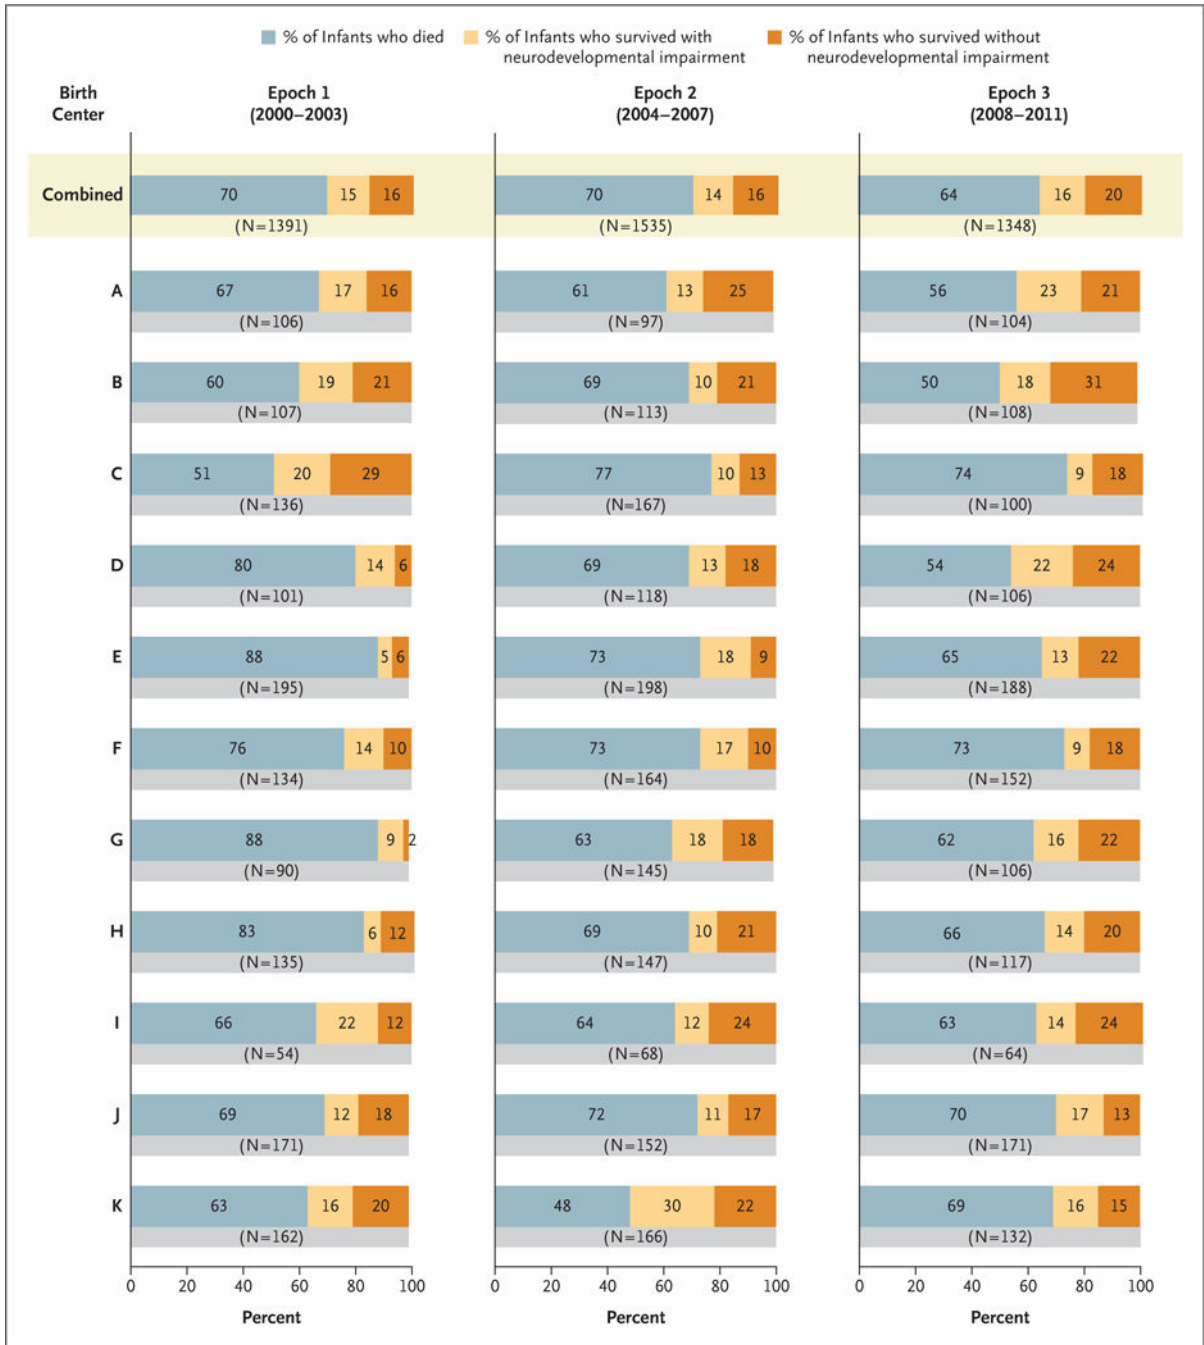 % of Infants who died % of Infants who survived with % of Infants who survived without
neurodevelopmental impairment neurodevelopmental impairment
Birth Epoch 1 Epoch 2 Epoch 3
Center (2000–2003) (2004–2007) (2008–2011)
Combined 70 15 16 70 14 16 64 16 20
(N=1391) (N=1535) (N=1348)
A 67 17 16 61 13 25 56 23 21
(N=106) (N=97) (N=104)
B 60 19 21 69 10 21 50 18 31
(N=107) (N=113) (N=108)
C 51 20 29 77 10 13 74 9 18
(N=136) (N=167) (N=100)
D 80 14 6 69 13 18 54 22 24
(N=101) (N=118) (N=106)
E 88 5 6 73 18 9 65 13 22
(N=195) (N=198) (N=188)
F 76 14 10 73 17 10 73 9 18
(N=134) (N=164) (N=152)
G 88 9 2 63 18 18 62 16 22
(N=90) (N=145) (N=106)
H 83 6 12 69 10 21 66 14 20
(N=135) (N=147) (N=117)
I 66 22 12 64 12 24 63 14 24
(N=54) (N=68) (N=64)
J 69 12 18 72 11 17 70 17 13
(N=171) (N=152) (N=171)
K 63 16 20 48 30 22 69 16 15
(N=162) (N=166) (N=132)
0 20 40 60 80 100 0 20 40 60 80 100 0 20 40 60 80 100
Percent Percent Percent